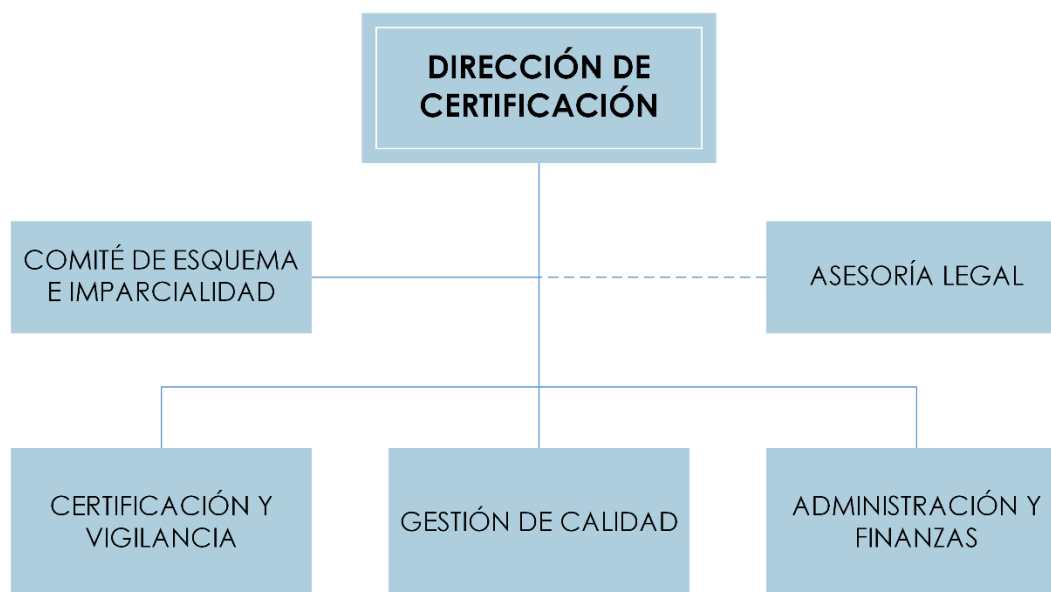 DIRECCIÓN DE
CERTIFICACIÓN
COMITÉ DE ESQUEMA
E IMPARCIALIDAD
ASESORÍA LEGAL
CERTIFICACIÓN Y
VIGILANCIA
GESTIÓN DE CALIDAD
ADMINISTRACIÓN Y
FINANZAS